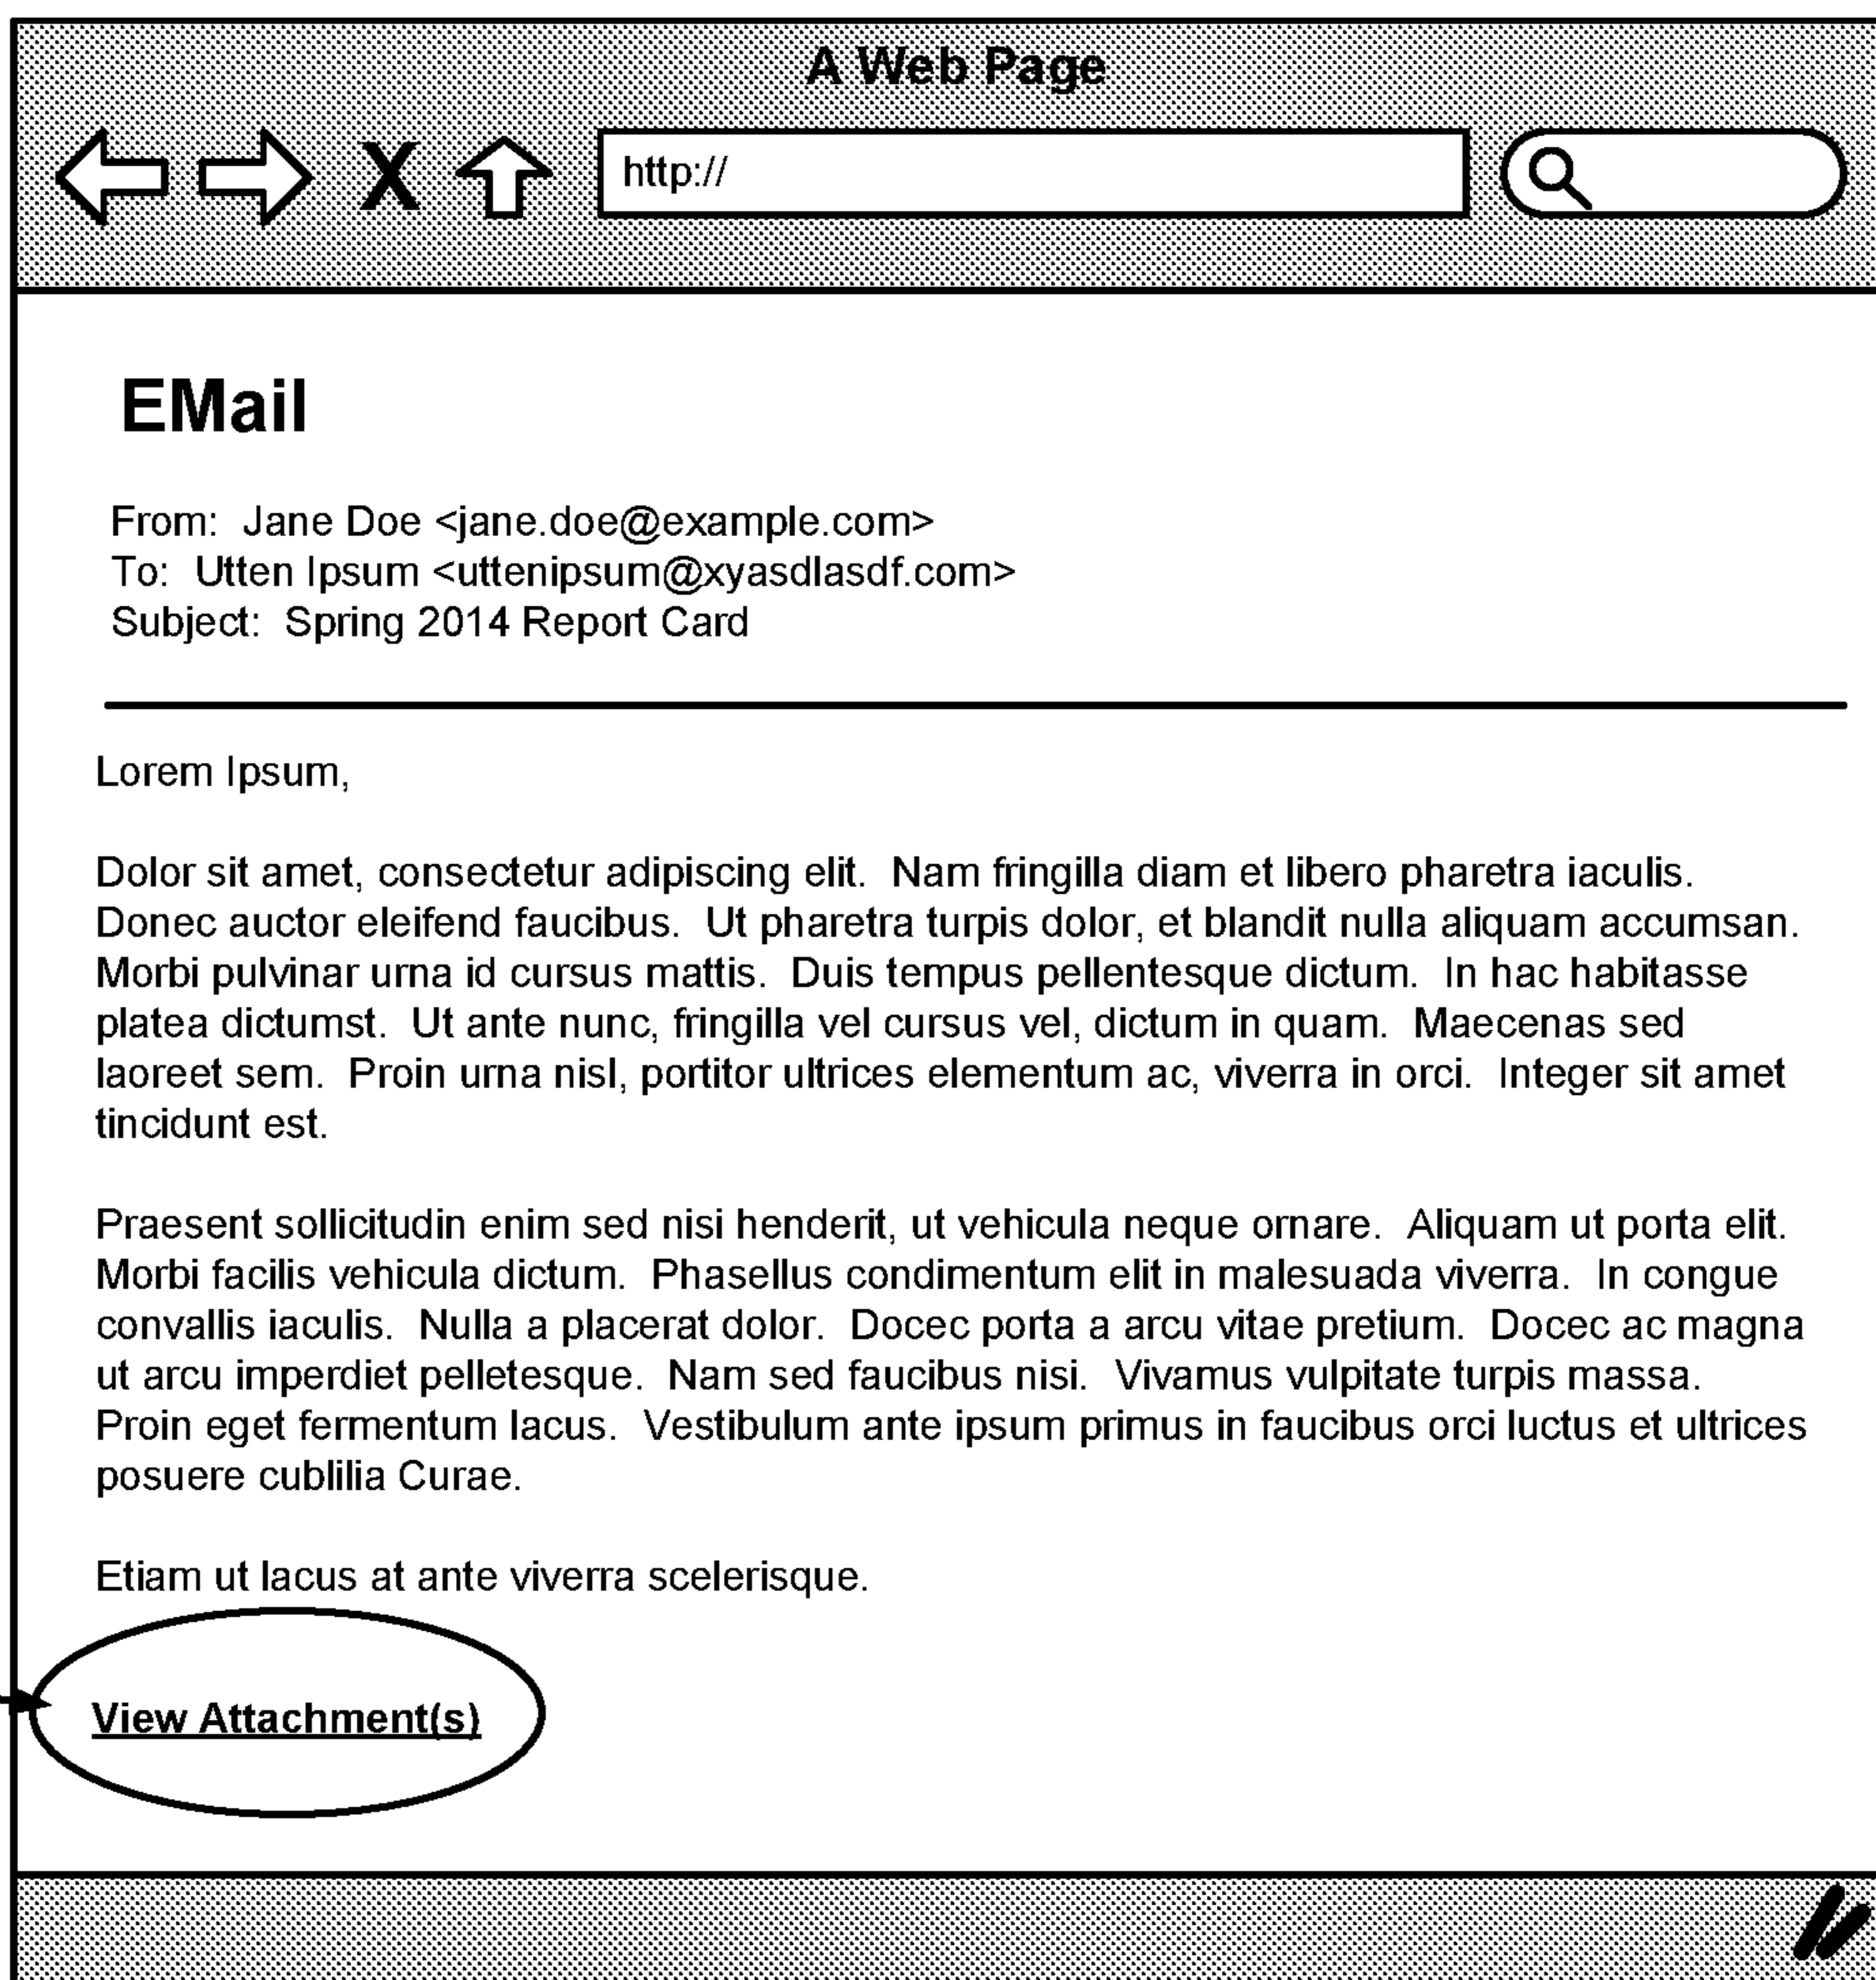 A Web Page
X
http://
EMail
From:  Jane Doe <jane.doe@example.com>
To:  Utten Ipsum <uttenipsum@xyasdlasdf.com>
Subject:  Spring 2014 Report Card
Lorem Ipsum,
Dolor sit amet, consectetur adipiscing elit.  Nam fringilla diam et libero pharetra iaculis.
Donec auctor eleifend faucibus.  Ut pharetra turpis dolor, et blandit nulla aliquam accumsan.
Morbi pulvinar urna id cursus mattis.  Duis tempus pellentesque dictum.  In hac habitasse
platea dictumst.  Ut ante nunc, fringilla vel cursus vel, dictum in quam.  Maecenas sed
laoreet sem.  Proin urna nisl, portitor ultrices elementum ac, viverra in orci.  Integer sit amet
tincidunt est.
Praesent sollicitudin enim sed nisi henderit, ut vehicula neque ornare.  Aliquam ut porta elit.
Morbi facilis vehicula dictum.  Phasellus condimentum elit in malesuada viverra.  In congue
convallis iaculis.  Nulla a placerat dolor.  Docec porta a arcu vitae pretium.  Docec ac magna
ut arcu imperdiet pelletesque.  Nam sed faucibus nisi.  Vivamus vulpitate turpis massa.
Proin eget fermentum lacus.  Vestibulum ante ipsum primus in faucibus orci luctus et ultrices
posuere cublilia Curae.
Etiam ut lacus at ante viverra scelerisque.
View Attachment(s)